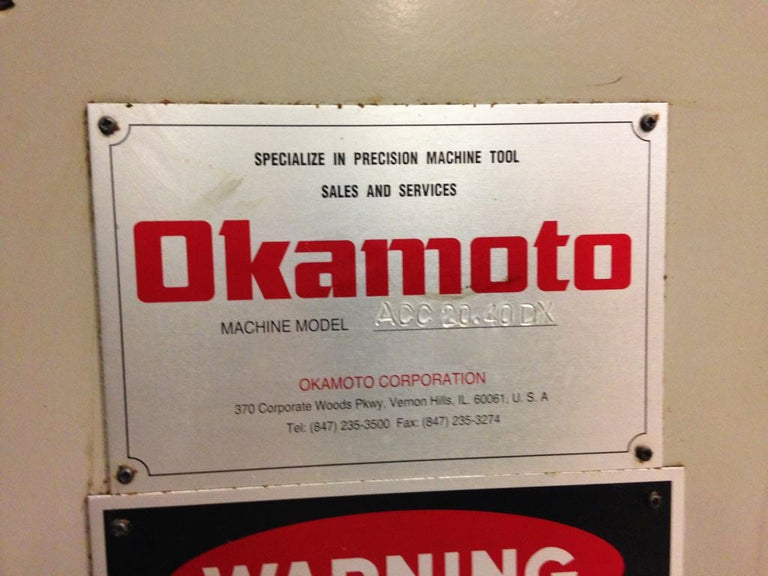 SPECIALIZE IN PRECISION MACHINE TOOL
SALES AND SERVICES
Okamoto
MACHINE MODEL ACC 20·40 DX
OKAMOTO CORPORATION
370 Corporate Woods Pkwy, Vernon Hills, IL. 60061, U. S. A
Tel: (847) 235-3500 Fax: (847) 235-3274
WARNING